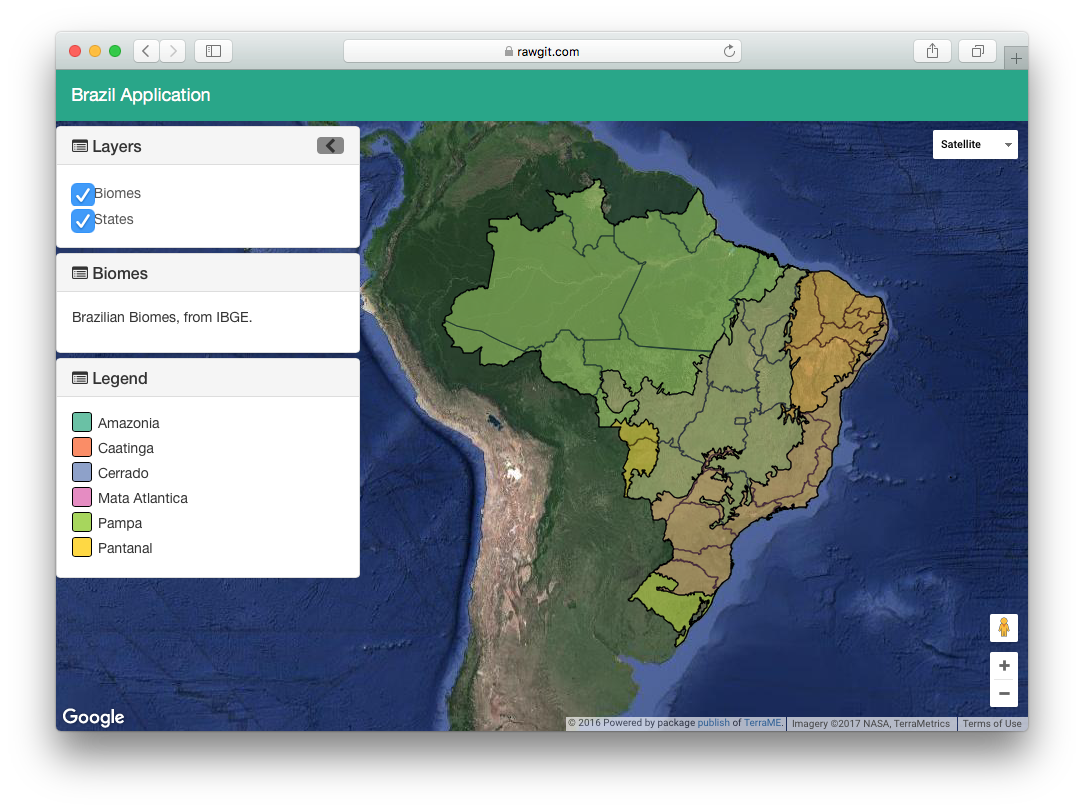 rawgit.com
Brazil Application
Layers
Biomes
States
Biomes
Brazilian Biomes, from IBGE.
Legend
Amazonia
Caatinga
Cerrado
Mata Atlantica
Pampa
Pantanal
Satellite
Google
© 2016 Powered by package publish of TerraME.
Imagery ©2017 NASA, TerraMetrics
Terms of Use